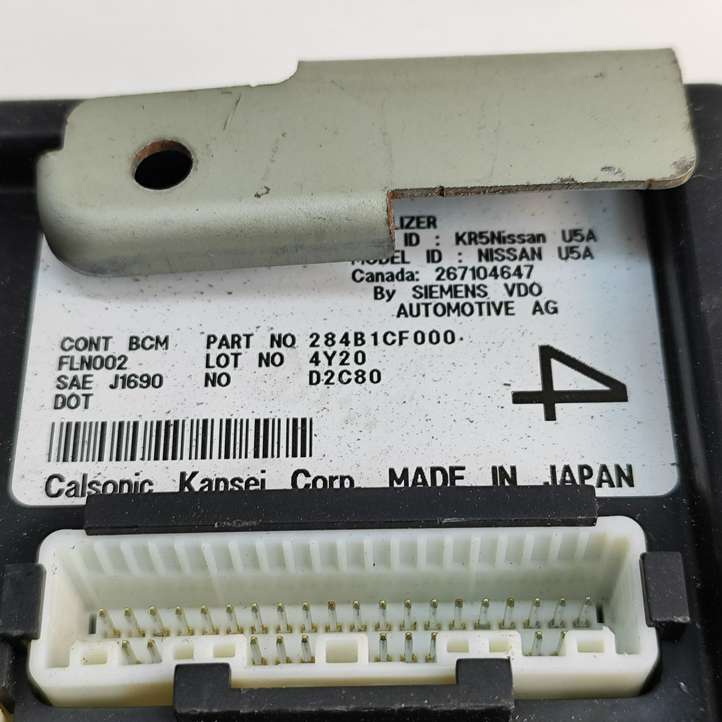 ID : KR5Nissan U5A
MODEL ID : NISSAN U5A
Canada: 267104647
By SIEMENS VDO
AUTOMOTIVE AG
CONT BCM PART NO 284B1CF000
FLN002 LOT NO 4Y20
SAE J1690 NO D2C80
DOT
4
Calsonic Kansei Corp. MADE IN JAPAN